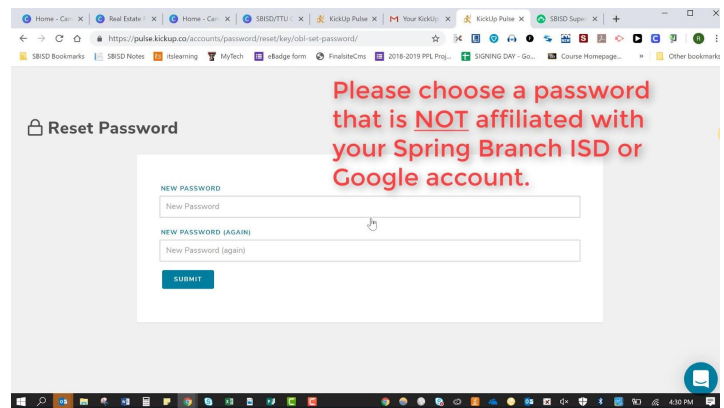 Home - Can
Real Estate
Home - Can
SBISD/TTU
KickUp Pulse
Your KickUp
KickUp Pulse
SBISD Super
https://pulse.kickup.co/accounts/password/reset/key/obl-set-password/
SBISD Bookmarks
SBISD Notes
itslearning
MyTech
eBadge form
FinalsiteCms
2018-2019 PPL Proj...
SIGNING DAY - Go...
Course Homepage...
Other bookmarks
Please choose a password
that is NOT affiliated with
your Spring Branch ISD or
Google account.
Reset Password
NEW PASSWORD
New Password
NEW PASSWORD (AGAIN)
New Password (again)
SUBMIT
4:30 PM